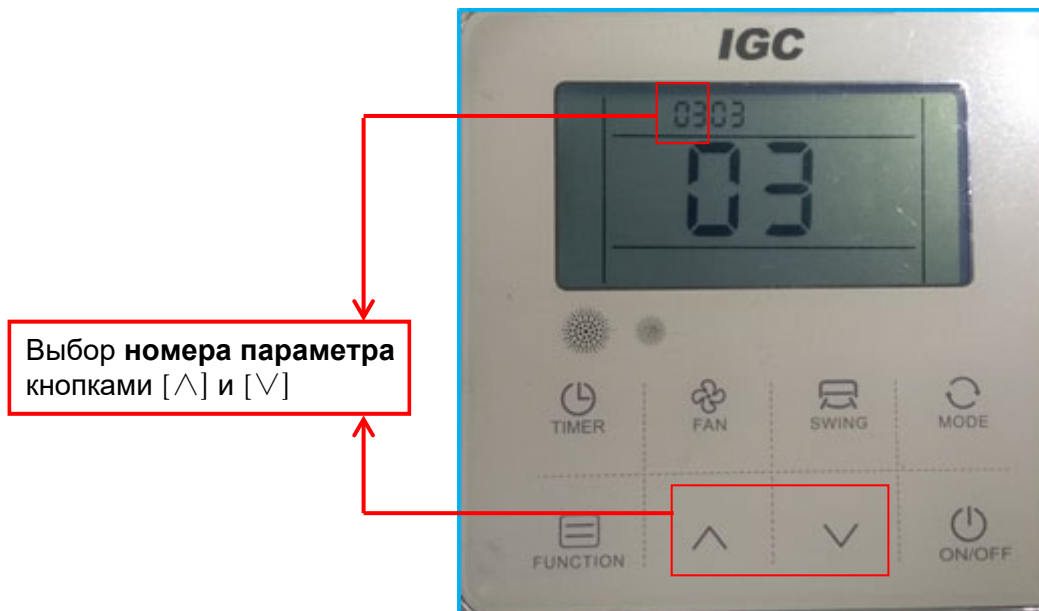 IGC
0303
03
Выбор номера параметра
кнопками [∧] и [∨]
TIMER FAN SWING MODE
FUNCTION ∧ ∨ ON/OFF